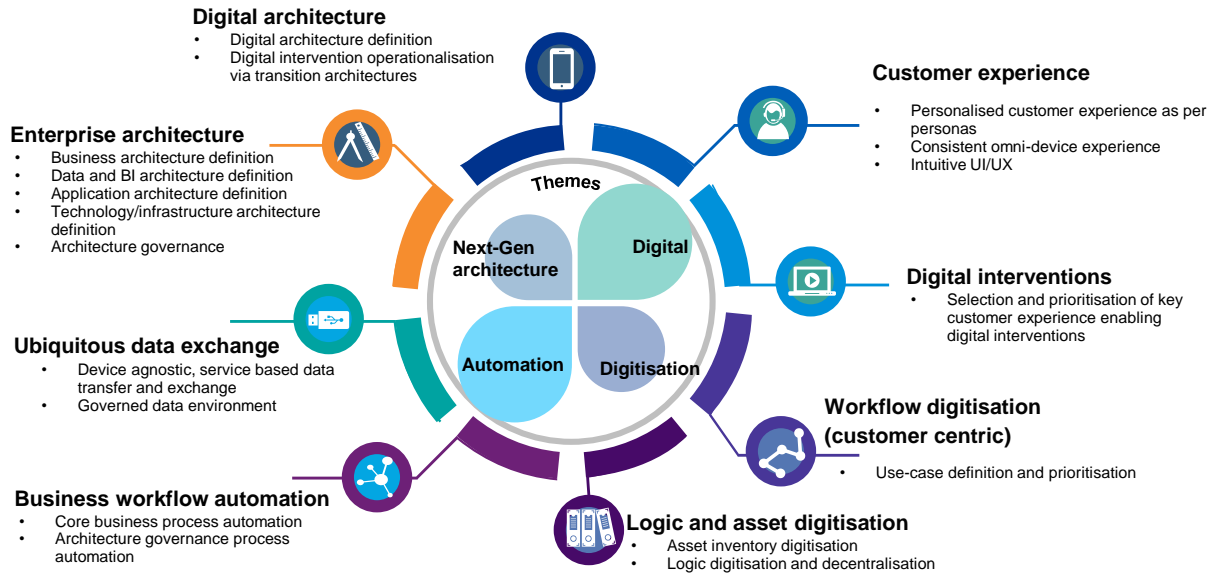 Digital architecture
• Digital architecture definition
• Digital intervention operationalisation
via transition architectures
Customer experience
• Personalised customer experience as per
personas
• Consistent omni-device experience
• Intuitive UI/UX
Enterprise architecture
• Business architecture definition
• Data and BI architecture definition
• Application architecture definition
• Technology/infrastructure architecture
definition
• Architecture governance
Themes
Next-Gen
architecture
Digital
Automation
Digitisation
Digital interventions
• Selection and prioritisation of key
customer experience enabling
digital interventions
Ubiquitous data exchange
• Device agnostic, service based data
transfer and exchange
• Governed data environment
Workflow digitisation
(customer centric)
• Use-case definition and prioritisation
Business workflow automation
• Core business process automation
• Architecture governance process
automation
Logic and asset digitisation
• Asset inventory digitisation
• Logic digitisation and decentralisation